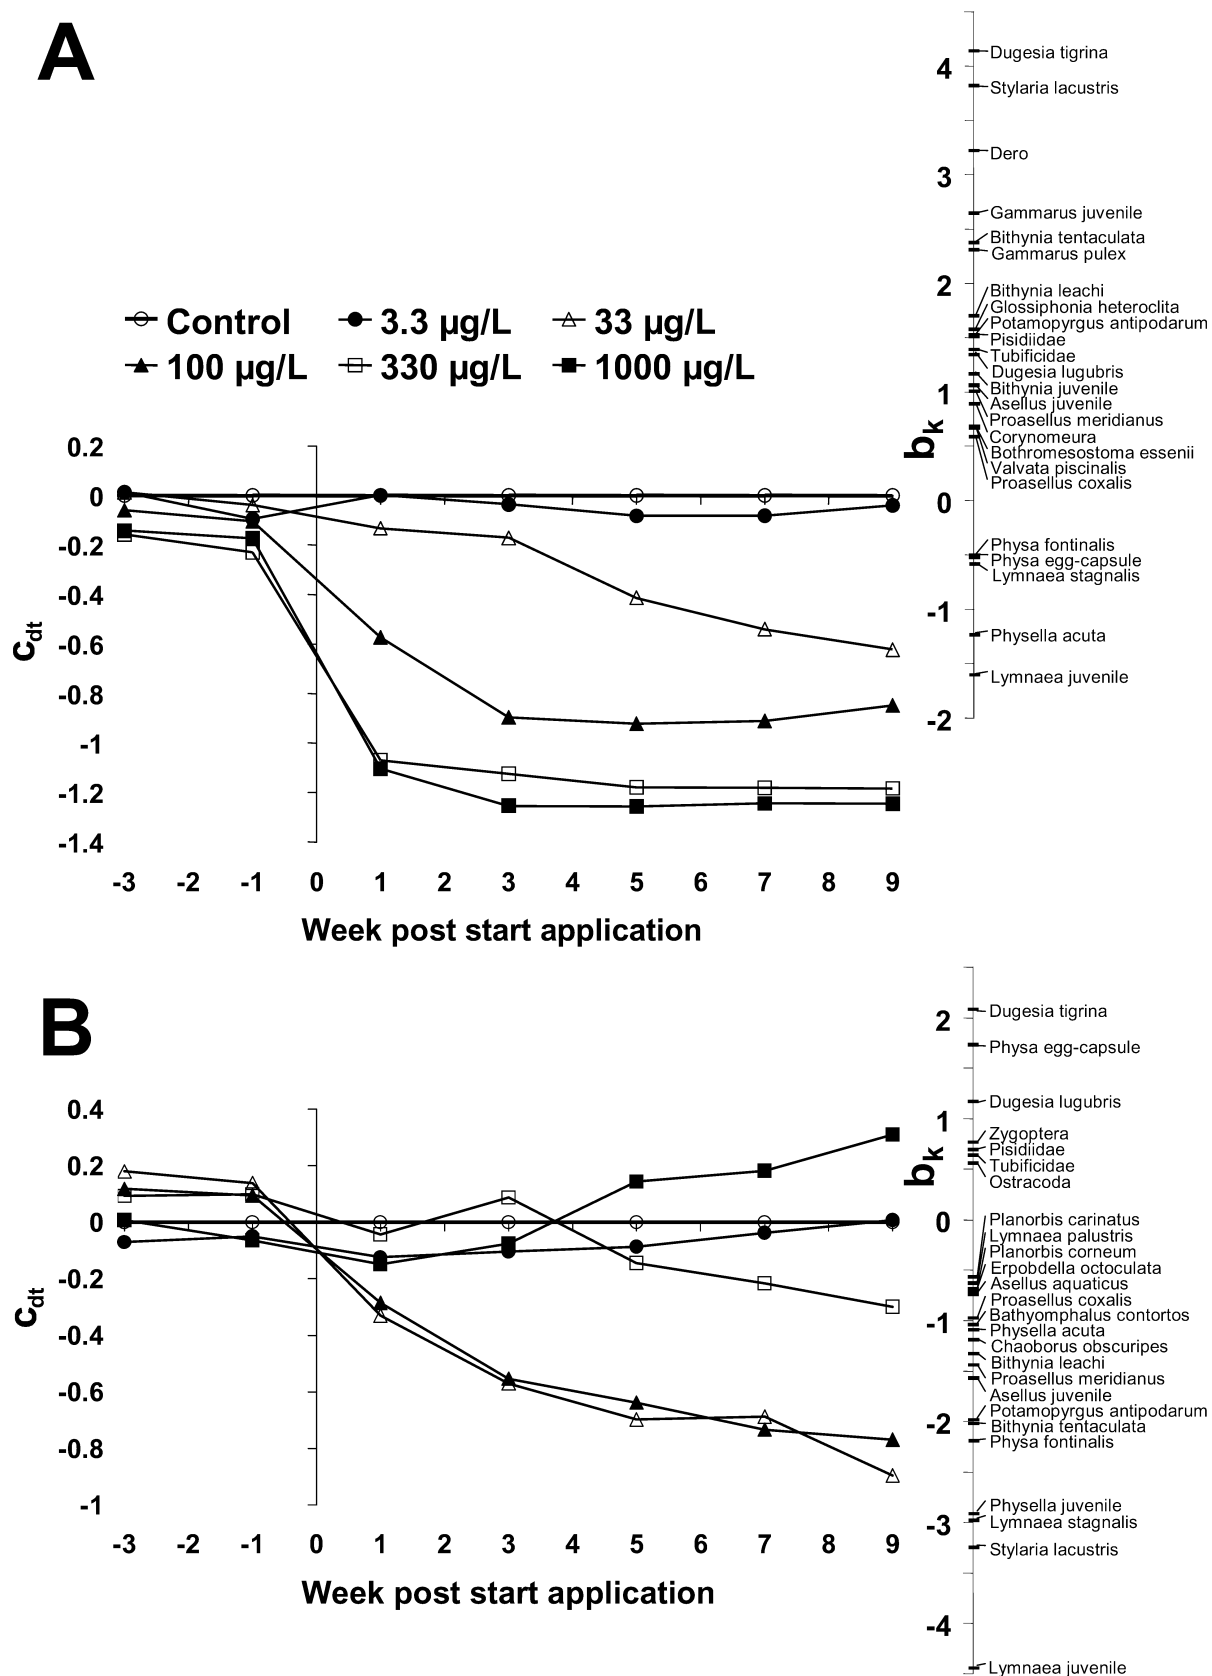 A
Control
3.3 µg/L
33 µg/L
100 µg/L
330 µg/L
1000 µg/L
0.2
0
-0.2
-0.4
-0.6
-0.8
-1
-1.2
-1.4
cdt
-3 -2 -1 0 1 2 3 4 5 6 7 8 9
Week post start application
4
3
2
1
0
-1
-2
bk
Dugesia tigrina
Stylaria lacustris
Dero
Gammarus juvenile
Bithynia tentaculata
Gammarus pulex
Bithynia leachi
Glossiphonia heteroclita
Potamopyrgus antipodarum
Pisidiidae
Tubificidae
Dugesia lugubris
Bithynia juvenile
Asellus juvenile
Proasellus meridianus
Corynomeura
Bothromesostoma essenii
Valvata piscinalis
Proasellus coxalis
Physa fontinalis
Physa egg-capsule
Lymnaea stagnalis
Physella acuta
Lymnaea juvenile
B
0.4
0.2
0
-0.2
-0.4
-0.6
-0.8
-1
cdt
-3 -2 -1 0 1 2 3 4 5 6 7 8 9
Week post start application
2
1
0
-1
-2
-3
-4
bk
Dugesia tigrina
Physa egg-capsule
Dugesia lugubris
Zygoptera
Pisidiidae
Tubificidae
Ostracoda
Planorbis carinatus
Lymnaea palustris
Planorbis corneum
Erpobdella octoculata
Asellus aquaticus
Proasellus coxalis
Bathyomphalus contortos
Physella acuta
Chaoborus obscuripes
Bithynia leachi
Proasellus meridianus
Asellus juvenile
Potamopyrgus antipodarum
Bithynia tentaculata
Physa fontinalis
Physella juvenile
Lymnaea stagnalis
Stylaria lacustris
Lymnaea juvenile